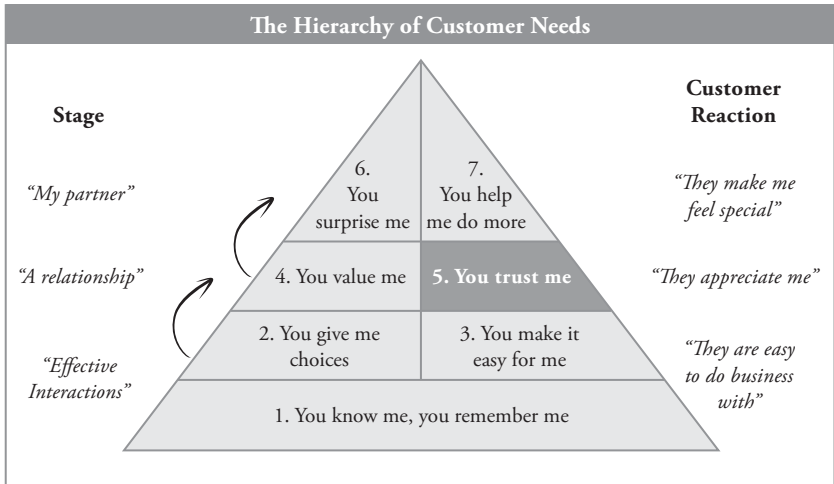 The Hierarchy of Customer Needs
Stage
Customer
Reaction
“My partner”
6.
You
surprise me
7.
You help
me do more
“They make me
feel special”
“A relationship”
4. You value me
5. You trust me
“They appreciate me”
“Effective
Interactions”
2. You give me
choices
3. You make it
easy for me
“They are easy
to do business
with”
1. You know me, you remember me